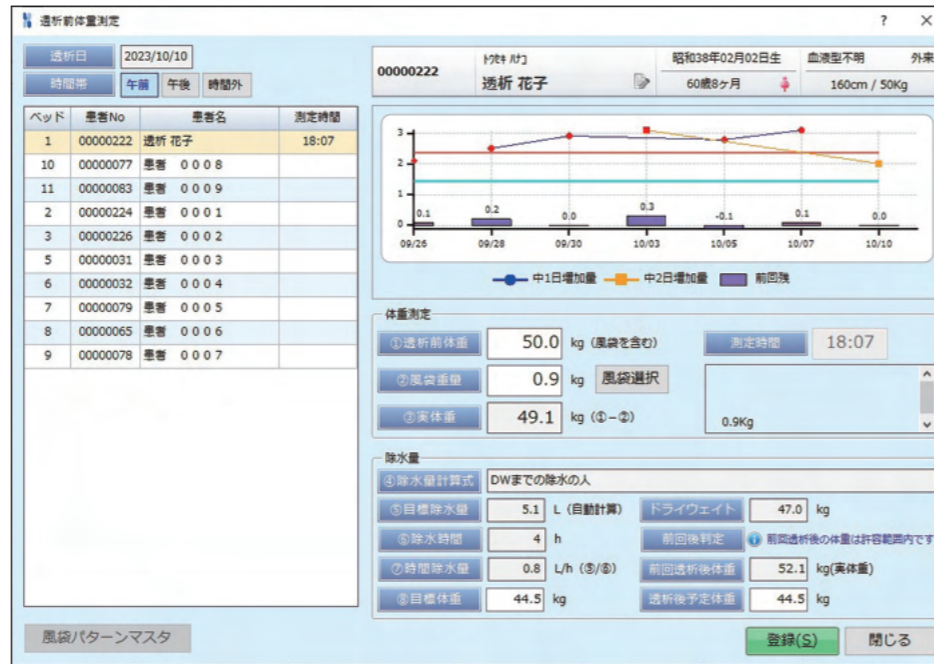 透析前体重測定
? ×
透析日 2023/10/10
時間帯 午前 午後 時間外
ベッド 患者No 患者名 測定時間
1 00000222 透析 花子 18:07
10 00000077 患者 0008
11 00000083 患者 0009
2 00000224 患者 0001
3 00000226 患者 0002
5 00000031 患者 0003
6 00000032 患者 0004
7 00000079 患者 0005
8 00000065 患者 0006
9 00000078 患者 0007
風袋パターンマスタ
00000222
ﾄｳｾｷ ﾊﾅｺ
透析 花子
昭和38年02月02日生 血液型不明 外来
60歳8ヶ月 160cm / 50Kg
3
2
1
0
0.1 0.2 0.0 0.3 -0.1 0.1 0.0
09/26 09/28 09/30 10/03 10/05 10/07 10/10
中1日増加量 中2日増加量 前回残
体重測定
①透析前体重 50.0 kg (風袋を含む) 測定時間 18:07
②風袋重量 0.9 kg 風袋選択
③実体重 49.1 kg (①-②) 0.9Kg
除水量
④除水量計算式 DWまでの除水の人
⑤目標除水量 5.1 L (自動計算) ドライウェイト 47.0 kg
⑥除水時間 4 h 前回後判定 前回透析後の体重は許容範囲内です
⑦時間除水量 0.8 L/h (⑤/⑥) 前回透析後体重 52.1 kg(実体重)
⑧目標体重 44.5 kg 透析後予定体重 44.5 kg
登録(S) 閉じる